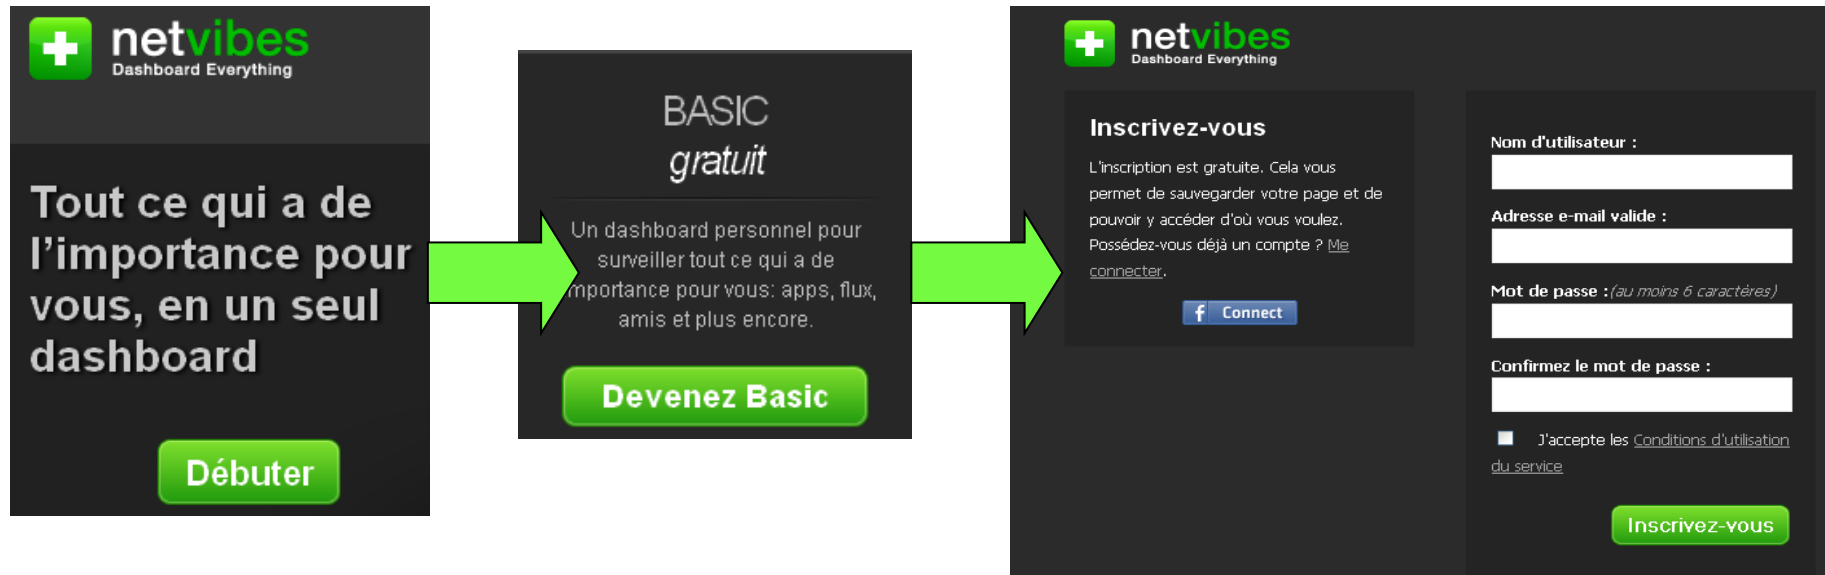 netvibes
Dashboard Everything
Tout ce qui a de
l'importance pour
vous, en un seul
dashboard
Débuter
BASIC
gratuit
Un dashboard personnel pour
surveiller tout ce qui a de
mportance pour vous: apps, flux,
amis et plus encore.
Devenez Basic
netvibes
Dashboard Everything
Inscrivez-vous
L'inscription est gratuite. Cela vous
permet de sauvegarder votre page et de
pouvoir y accéder d'où vous voulez.
Possédez-vous déjà un compte ? Me
connecter.
f Connect
Nom d'utilisateur :
Adresse e-mail valide :
Mot de passe :(au moins 6 caractères)
Confirmez le mot de passe :
J'accepte les Conditions d'utilisation
du service
Inscrivez-vous